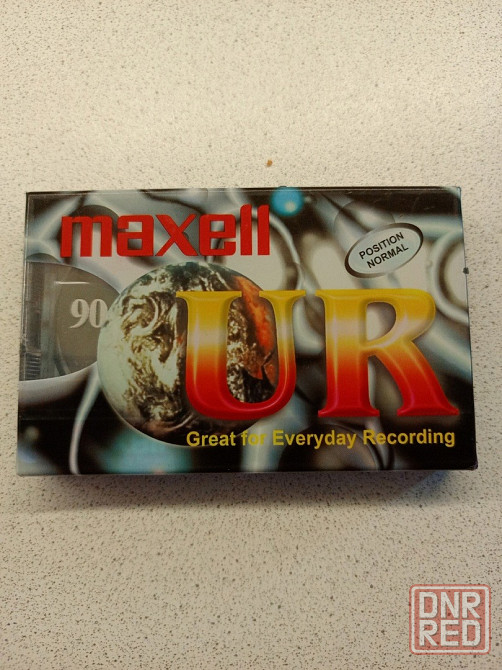 maxell
POSITION
NORMAL
90
UR
Great for Everyday Recording
DNR
RED